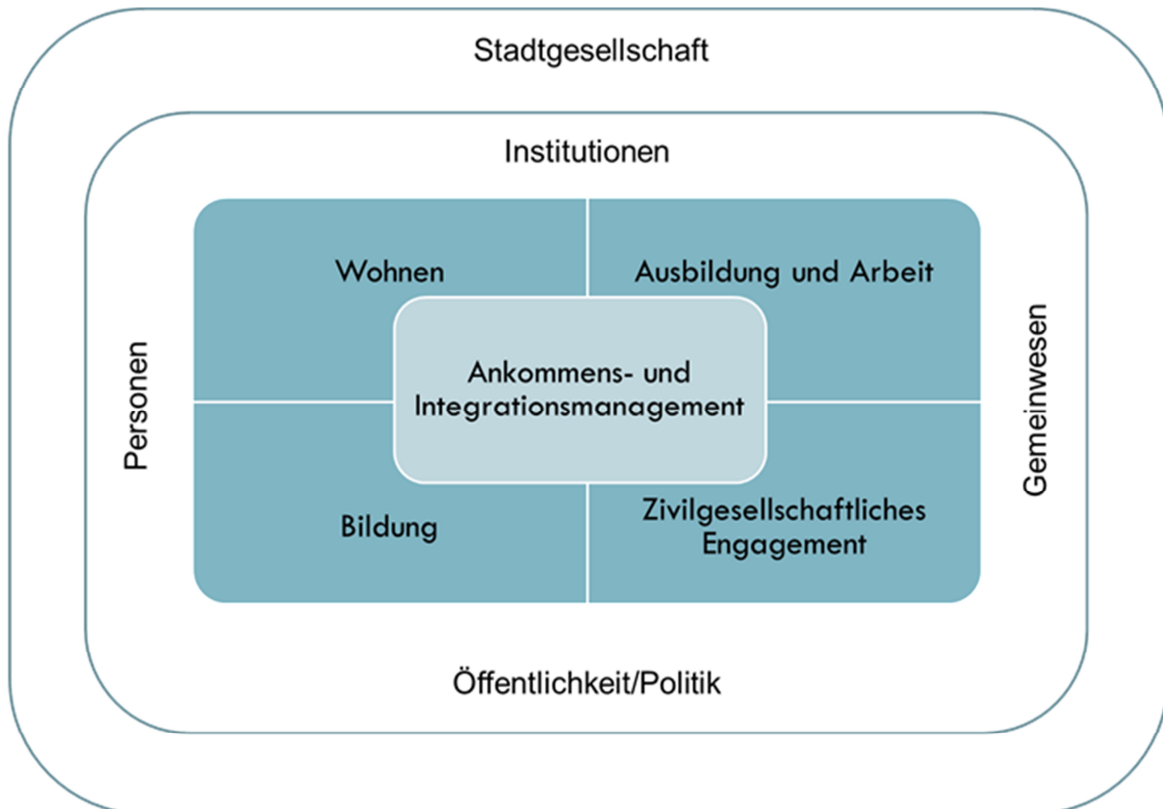 Stadtgesellschaft
Institutionen
Wohnen
Ausbildung und Arbeit
Personen
Ankommens- und
Integrationsmanagement
Gemeinwesen
Bildung
Zivilgesellschaftliches
Engagement
Öffentlichkeit/Politik